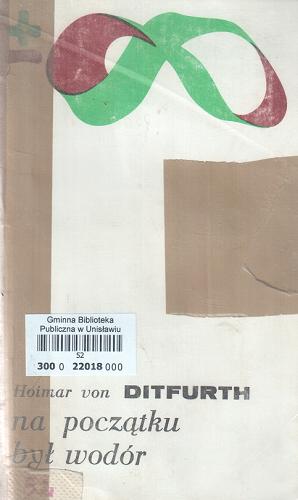 Gminna Biblioteka
Publiczna w Unisławiu
52
300 0 22018 000
Hoimar von DITFURTH
na początku
był wodór